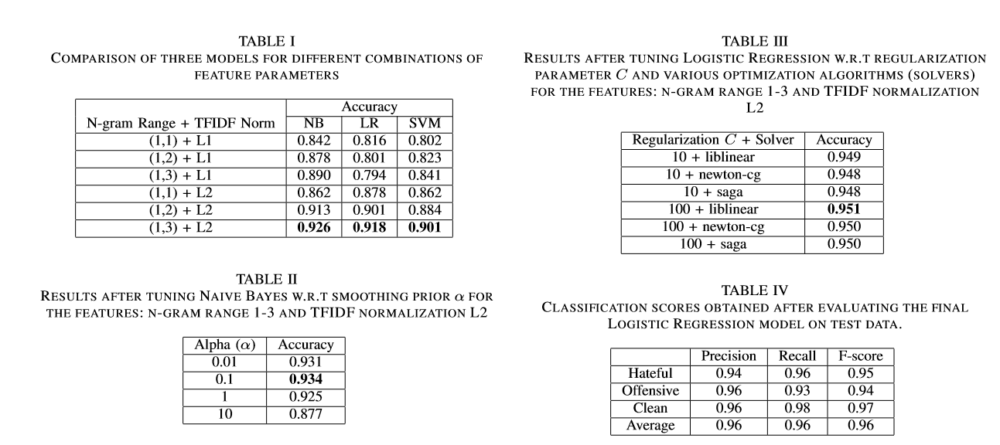 TABLE I
COMPARISON OF THREE MODELS FOR DIFFERENT COMBINATIONS OF
FEATURE PARAMETERS
Accuracy
N-gram Range + TFIDF Norm NB LR SVM
(1,1) + L1 0.842 0.816 0.802
(1,2) + L1 0.878 0.801 0.823
(1,3) + L1 0.890 0.794 0.841
(1,1) + L2 0.862 0.878 0.862
(1,2) + L2 0.913 0.901 0.884
(1,3) + L2 0.926 0.918 0.901
TABLE II
RESULTS AFTER TUNING NAIVE BAYES W.R.T SMOOTHING PRIOR α FOR
THE FEATURES: N-GRAM RANGE 1-3 AND TFIDF NORMALIZATION L2
Alpha (α) Accuracy
0.01 0.931
0.1 0.934
1 0.925
10 0.877
TABLE III
RESULTS AFTER TUNING LOGISTIC REGRESSION W.R.T REGULARIZATION
PARAMETER C AND VARIOUS OPTIMIZATION ALGORITHMS (SOLVERS)
FOR THE FEATURES: N-GRAM RANGE 1-3 AND TFIDF NORMALIZATION
L2
Regularization C + Solver Accuracy
10 + liblinear 0.949
10 + newton-cg 0.948
10 + saga 0.948
100 + liblinear 0.951
100 + newton-cg 0.950
100 + saga 0.950
TABLE IV
CLASSIFICATION SCORES OBTAINED AFTER EVALUATING THE FINAL
LOGISTIC REGRESSION MODEL ON TEST DATA.
Precision Recall F-score
Hateful 0.94 0.96 0.95
Offensive 0.96 0.93 0.94
Clean 0.96 0.98 0.97
Average 0.96 0.96 0.96